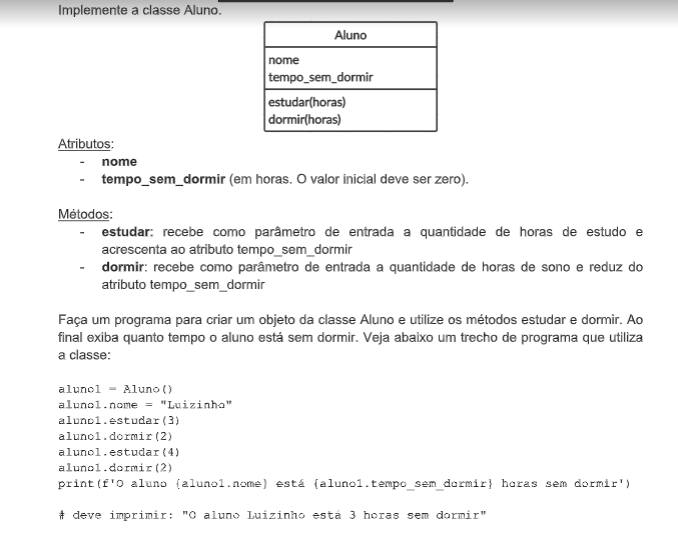 Implemente a classe Aluno.
Aluno
nome
tempo_sem_dormir
estudar(horas)
dormir(horas)
Atributos:
- nome
- tempo_sem_dormir (em horas. O valor inicial deve ser zero).
Métodos:
- estudar: recebe como parâmetro de entrada a quantidade de horas de estudo e
acrescenta ao atributo tempo_sem_dormir
- dormir: recebe como parâmetro de entrada a quantidade de horas de sono e reduz do
atributo tempo_sem_dormir
Faça um programa para criar um objeto da classe Aluno e utilize os métodos estudar e dormir. Ao
final exiba quanto tempo o aluno está sem dormir. Veja abaixo um trecho de programa que utiliza
a classe:
aluno1 = Aluno()
aluno1.nome = "Luizinho"
aluno1.estudar(3)
aluno1.dormir(2)
aluno1.estudar(4)
aluno1.dormir(2)
print(f'O aluno {aluno1.nome} está {aluno1.tempo_sem_dormir} horas sem dormir')
# deve imprimir: "O aluno Luizinho está 3 horas sem dormir"